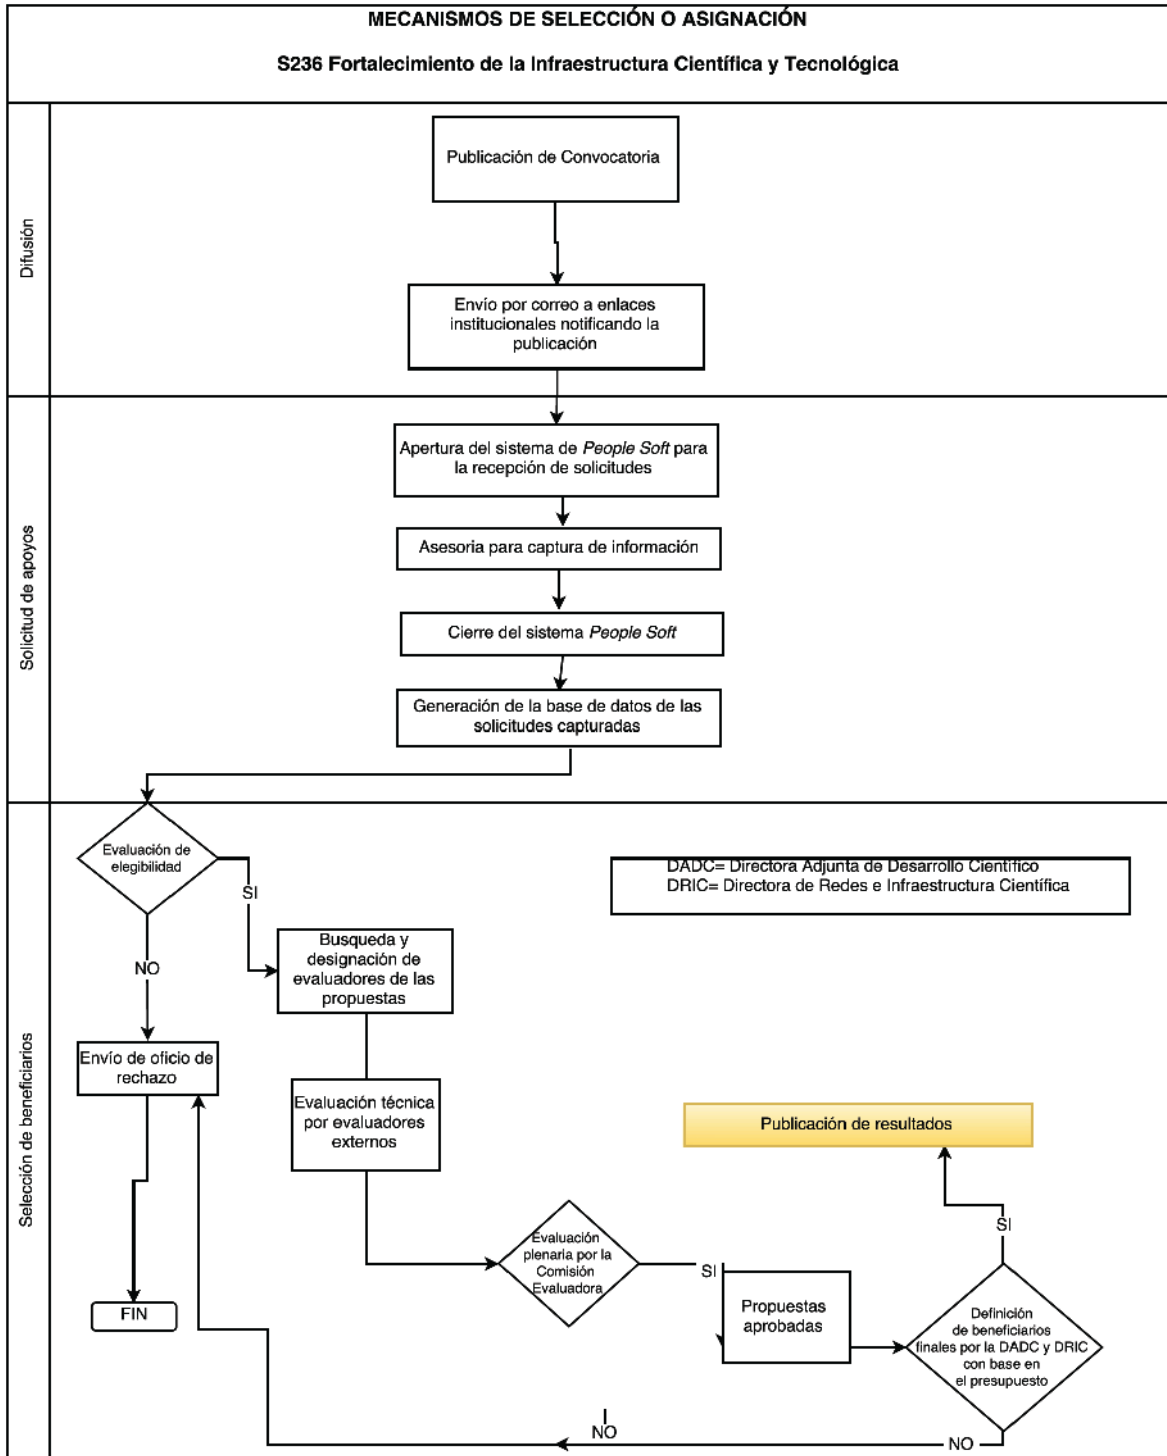 MECANISMOS DE SELECCIÓN O ASIGNACIÓN
S236 Fortalecimiento de la Infraestructura Científica y Tecnológica
Difusión
Publicación de Convocatoria
Envío por correo a enlaces
institucionales notificando la
publicación
Solicitud de apoyos
Apertura del sistema de People Soft para
la recepción de solicitudes
Asesoria para captura de información
Cierre del sistema People Soft
Generación de la base de datos de las
solicitudes capturadas
Selección de beneficiarios
Evaluación de
elegibilidad
SI
NO
DADC= Directora Adjunta de Desarrollo Científico
DRIC= Directora de Redes e Infraestructura Científica
Busqueda y
designación de
evaluadores de las
propuestas
Envío de oficio de
rechazo
Evaluación técnica
por evaluadores
externos
Publicación de resultados
FIN
Evaluación
plenaria por la
Comisión
Evaluadora
SI
Propuestas
aprobadas
SI
Definición
de beneficiarios
finales por la DADC y DRIC
con base en
el presupuesto
NO
NO